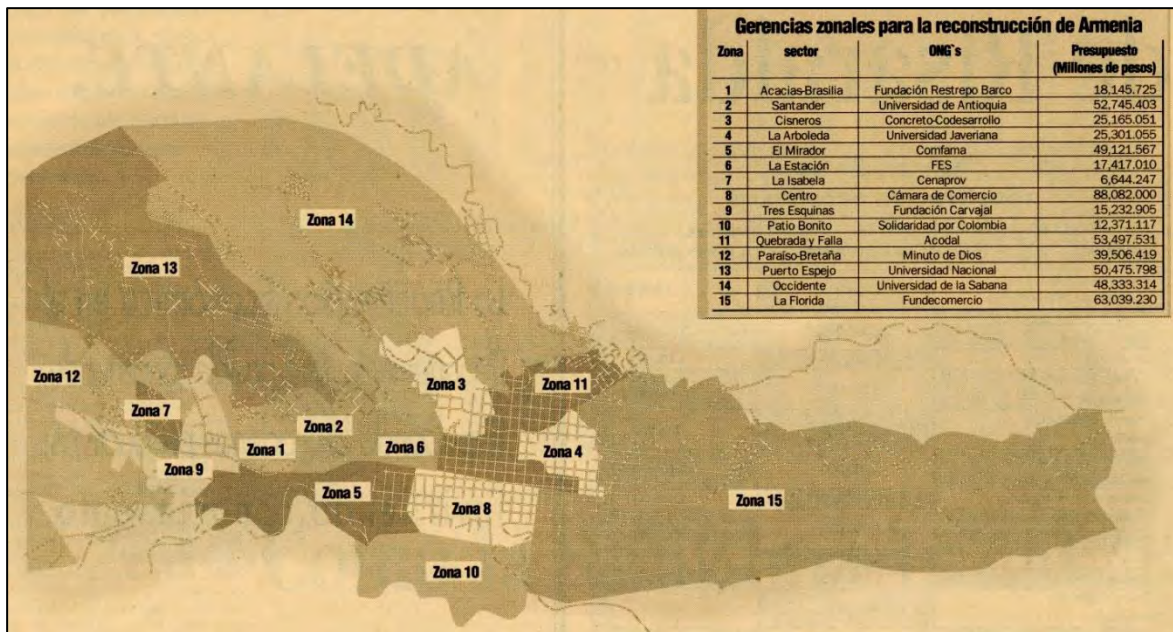 Gerencias zonales para la reconstrucción de Armenia
Zona sector ONG`s Presupuesto
(Millones de pesos)
1 Acacias-Brasilia Fundación Restrepo Barco 18,145.725
2 Santander Universidad de Antioquia 52,745.403
3 Cisneros Concreto-Codesarrollo 25,165.051
4 La Arboleda Universidad Javeriana 25,301.055
5 El Mirador Comfama 49,121.567
6 La Estación FES 17,417.010
7 La Isabela Cenaprov 6,644.247
8 Centro Cámara de Comercio 88,082.000
9 Tres Esquinas Fundación Carvajal 15,232.905
10 Patio Bonito Solidaridad por Colombia 12,371.117
11 Quebrada y Falla Acodal 53,497.531
12 Paraíso-Bretaña Minuto de Dios 39,506.419
13 Puerto Espejo Universidad Nacional 50,475.798
14 Occidente Universidad de la Sabana 48,333.314
15 La Florida Fundecomercio 63,039.230
Zona 14
Zona 13
Zona 12
Zona 3
Zona 11
Zona 7
Zona 2
Zona 6
Zona 1
Zona 4
Zona 9
Zona 5
Zona 8
Zona 15
Zona 10